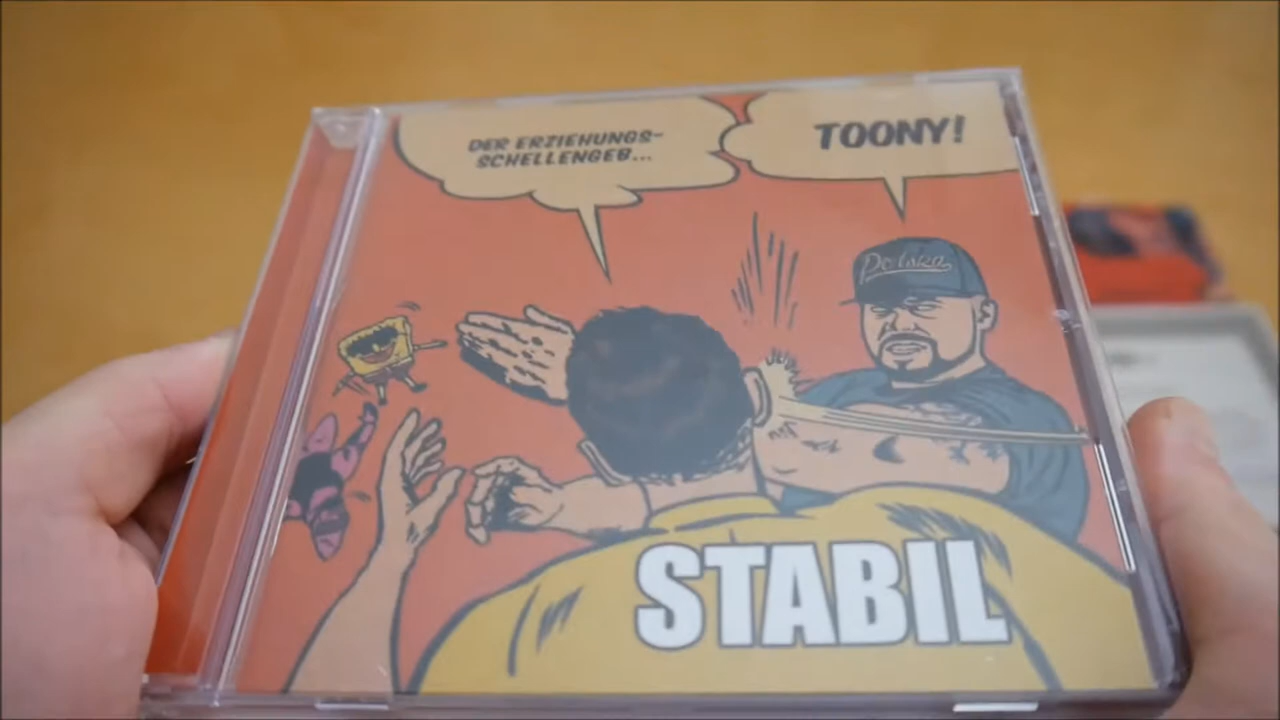 DER ERZIEHUNGS-
SCHELLENGEB...
TOONY!
Polska
STABIL